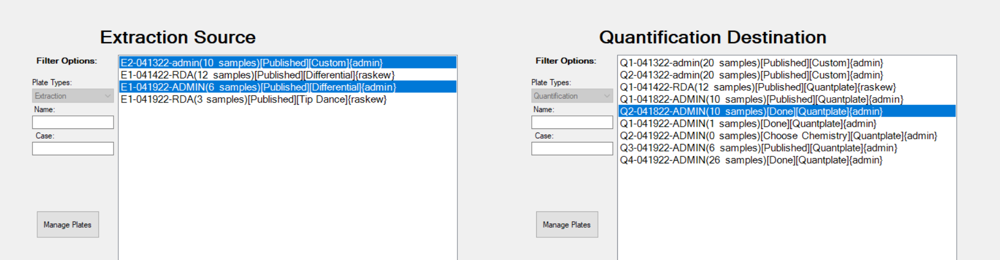 Extraction Source
Filter Options:
Plate Types:
Extraction
Name:
Case:
Manage Plates
E2-041322-admin(10 samples)[Published][Custom]{admin}
E1-041422-RDA(12 samples)[Published][Differential]{raskew}
E1-041922-ADMIN(6 samples)[Published][Differential]{admin}
E1-041922-RDA(3 samples)[Published][Tip Dance]{raskew}
Quantification Destination
Filter Options:
Plate Types:
Quantification
Name:
Case:
Manage Plates
Q1-041322-admin(20 samples)[Published][Custom]{admin}
Q2-041322-admin(20 samples)[Published][Custom]{admin}
Q1-041422-RDA(12 samples)[Published][Quantplate]{raskew}
Q1-041822-ADMIN(10 samples)[Published][Quantplate]{admin}
Q2-041822-ADMIN(10 samples)[Done][Quantplate]{admin}
Q1-041922-ADMIN(1 samples)[Done][Quantplate]{admin}
Q2-041922-ADMIN(0 samples)[Choose Chemistry][Quantplate]{admin}
Q3-041922-ADMIN(6 samples)[Published][Quantplate]{admin}
Q4-041922-ADMIN(26 samples)[Done][Quantplate]{admin}